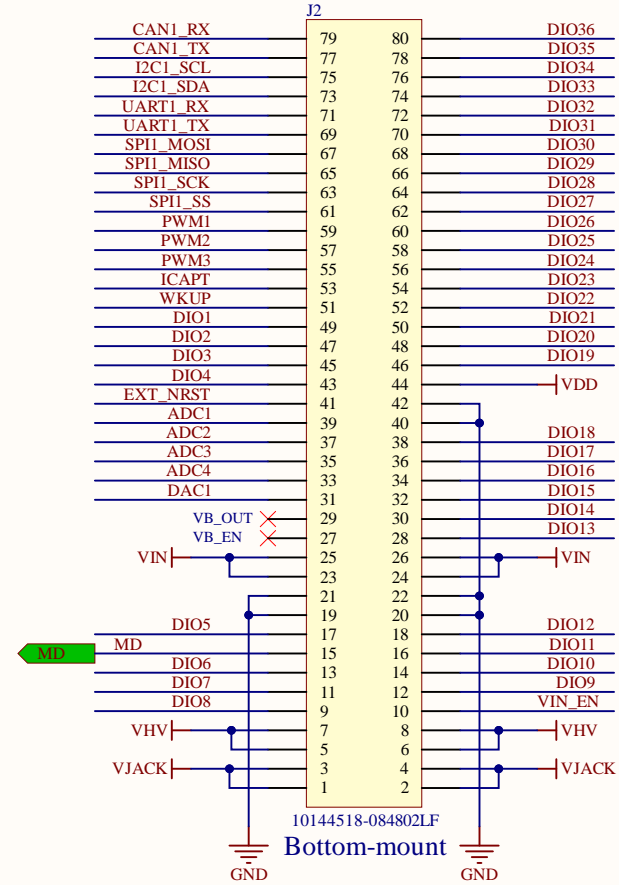 J2
CAN1_RX 79 80 DIO36
CAN1_TX 77 78 DIO35
I2C1_SCL 75 76 DIO34
I2C1_SDA 73 74 DIO33
UART1_RX 71 72 DIO32
UART1_TX 69 70 DIO31
SPI1_MOSI 67 68 DIO30
SPI1_MISO 65 66 DIO29
SPI1_SCK 63 64 DIO28
SPI1_SS 61 62 DIO27
PWM1 59 60 DIO26
PWM2 57 58 DIO25
PWM3 55 56 DIO24
ICAPT 53 54 DIO23
WKUP 51 52 DIO22
DIO1 49 50 DIO21
DIO2 47 48 DIO20
DIO3 45 46 DIO19
DIO4 43 44 VDD
EXT_NRST 41 42
ADC1 39 40
ADC2 37 38 DIO18
ADC3 35 36 DIO17
ADC4 33 34 DIO16
DAC1 31 32 DIO15
VB_OUT 29 30 DIO14
VB_EN 27 28 DIO13
VIN 25 26 VIN
23 24
21 22
19 20
DIO5 17 18 DIO12
MD MD 15 16 DIO11
DIO6 13 14 DIO10
DIO7 11 12 DIO9
DIO8 9 10 VIN_EN
VHV 7 8 VHV
5 6
VJACK 3 4 VJACK
1 2
10144518-084802LF
Bottom-mount
GND GND